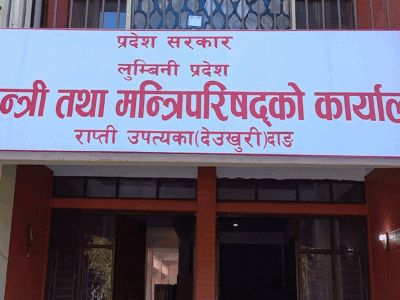 प्रदेश सरकार
लुम्बिनी प्रदेश
न्त्री तथा मन्त्रिपरिषद्को कार्याल
राप्ती उपत्यका(देउखुरी)दाङ